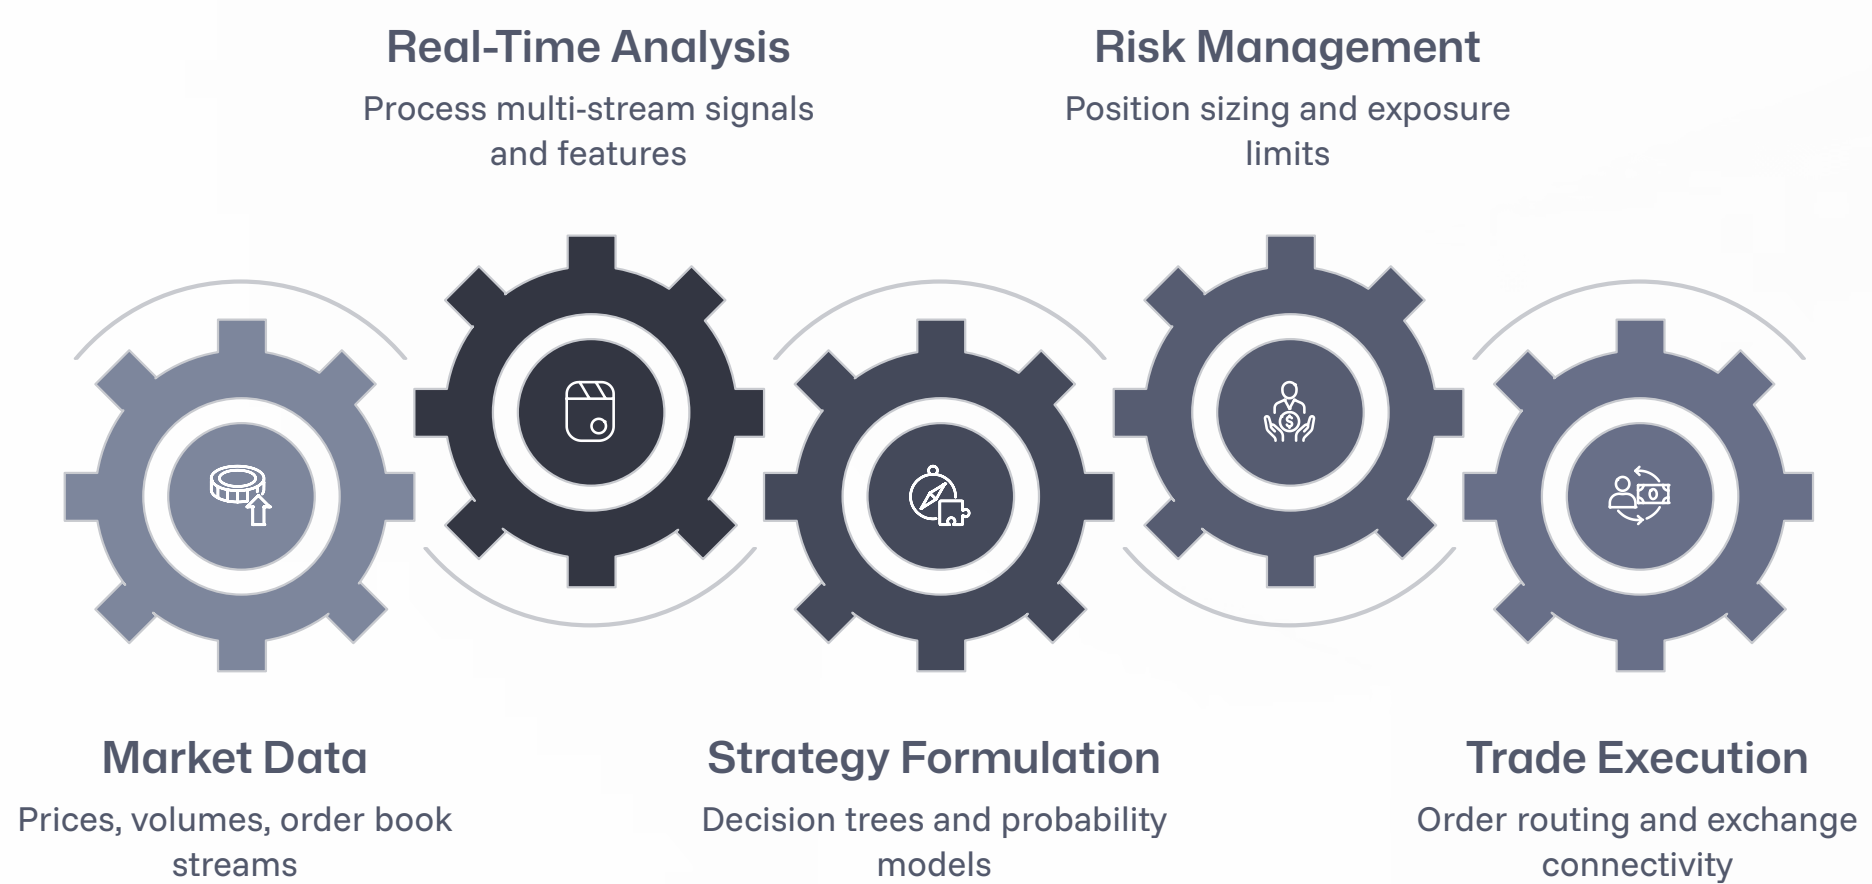 Real-Time Analysis
Process multi-stream signals
and features
Risk Management
Position sizing and exposure
limits
Market Data
Prices, volumes, order book
streams
Strategy Formulation
Decision trees and probability
models
Trade Execution
Order routing and exchange
connectivity